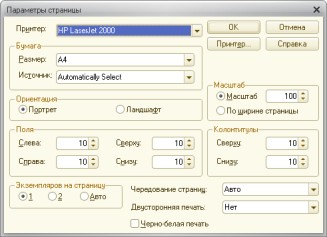 Параметры страницы
Принтер: HP LaserJet 2000
OK Отмена
Принтер... Справка
Бумага
Размер: A4
Источник: Automatically Select
Масштаб
Масштаб 100
По ширине страницы
Ориентация
Портрет Ландшафт
Поля
Слева: 10 Сверху: 10
Справа: 10 Снизу: 10
Колонтитулы
Сверху: 10
Снизу: 10
Экземпляров на страницу
1 2 Авто
Чередование страниц: Авто
Двусторонняя печать: Нет
Черно-белая печать